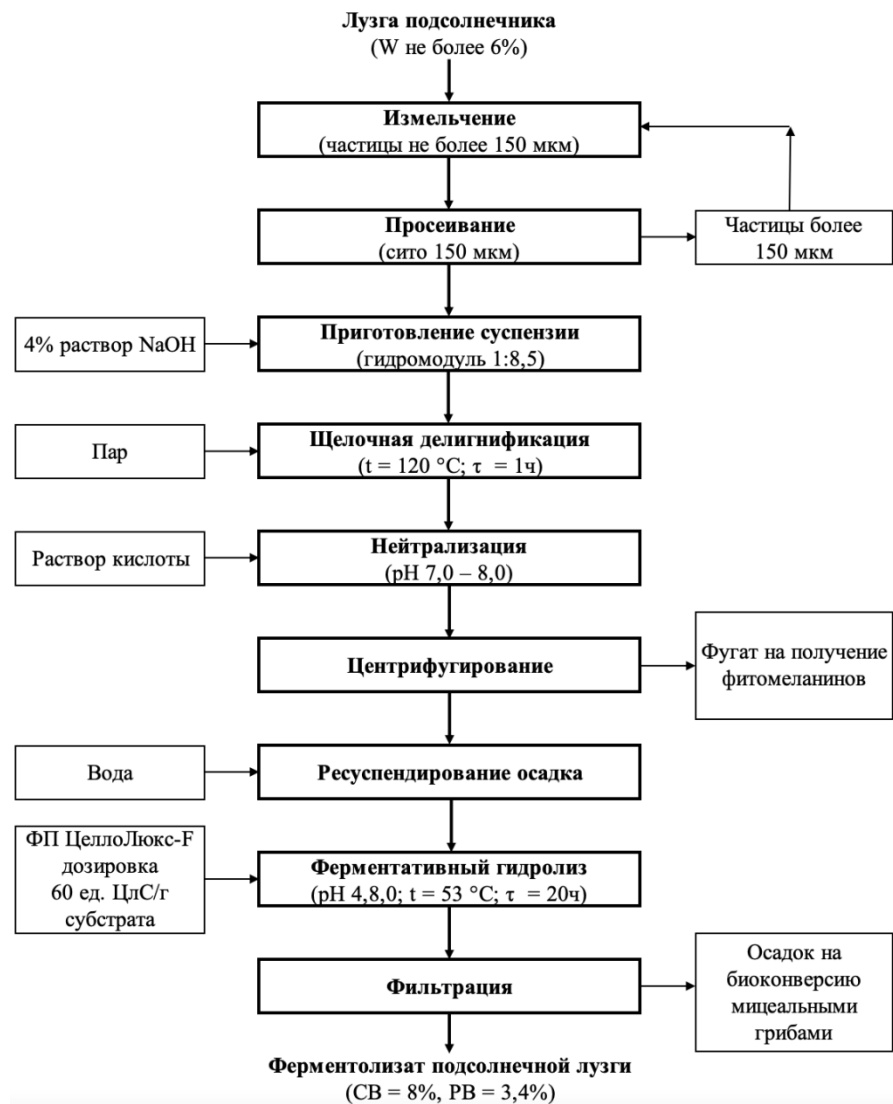 Лузга подсолнечника
(W не более 6%)
Измельчение
(частицы не более 150 мкм)
Просеивание
(сито 150 мкм)
Частицы более
150 мкм
4% раствор NaOH
Приготовление суспензии
(гидромодуль 1:8,5)
Пар
Щелочная делигнификация
(t = 120 °C; τ = 1ч)
Раствор кислоты
Нейтрализация
(pH 7,0 – 8,0)
Центрифугирование
Фугат на получение
фитомеланинов
Вода
Ресуспендирование осадка
ФП ЦеллоЛюкс-F
дозировка
60 ед. ЦлС/г
субстрата
Ферментативный гидролиз
(pH 4,8,0; t = 53 °C; τ = 20ч)
Фильтрация
Осадок на
биоконверсию
мицеальными
грибами
Ферментолизат подсолнечной лузги
(СВ = 8%, РВ = 3,4%)